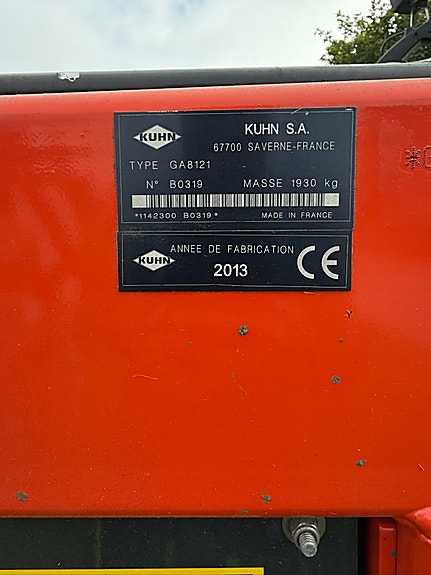 KUHN
KUHN S.A.
67700 SAVERNE-FRANCE
TYPE GA8121
N° B0319 MASSE 1930 kg
*1142300 B0319* MADE IN FRANCE
KUHN
ANNEE DE FABRICATION
2013
CE